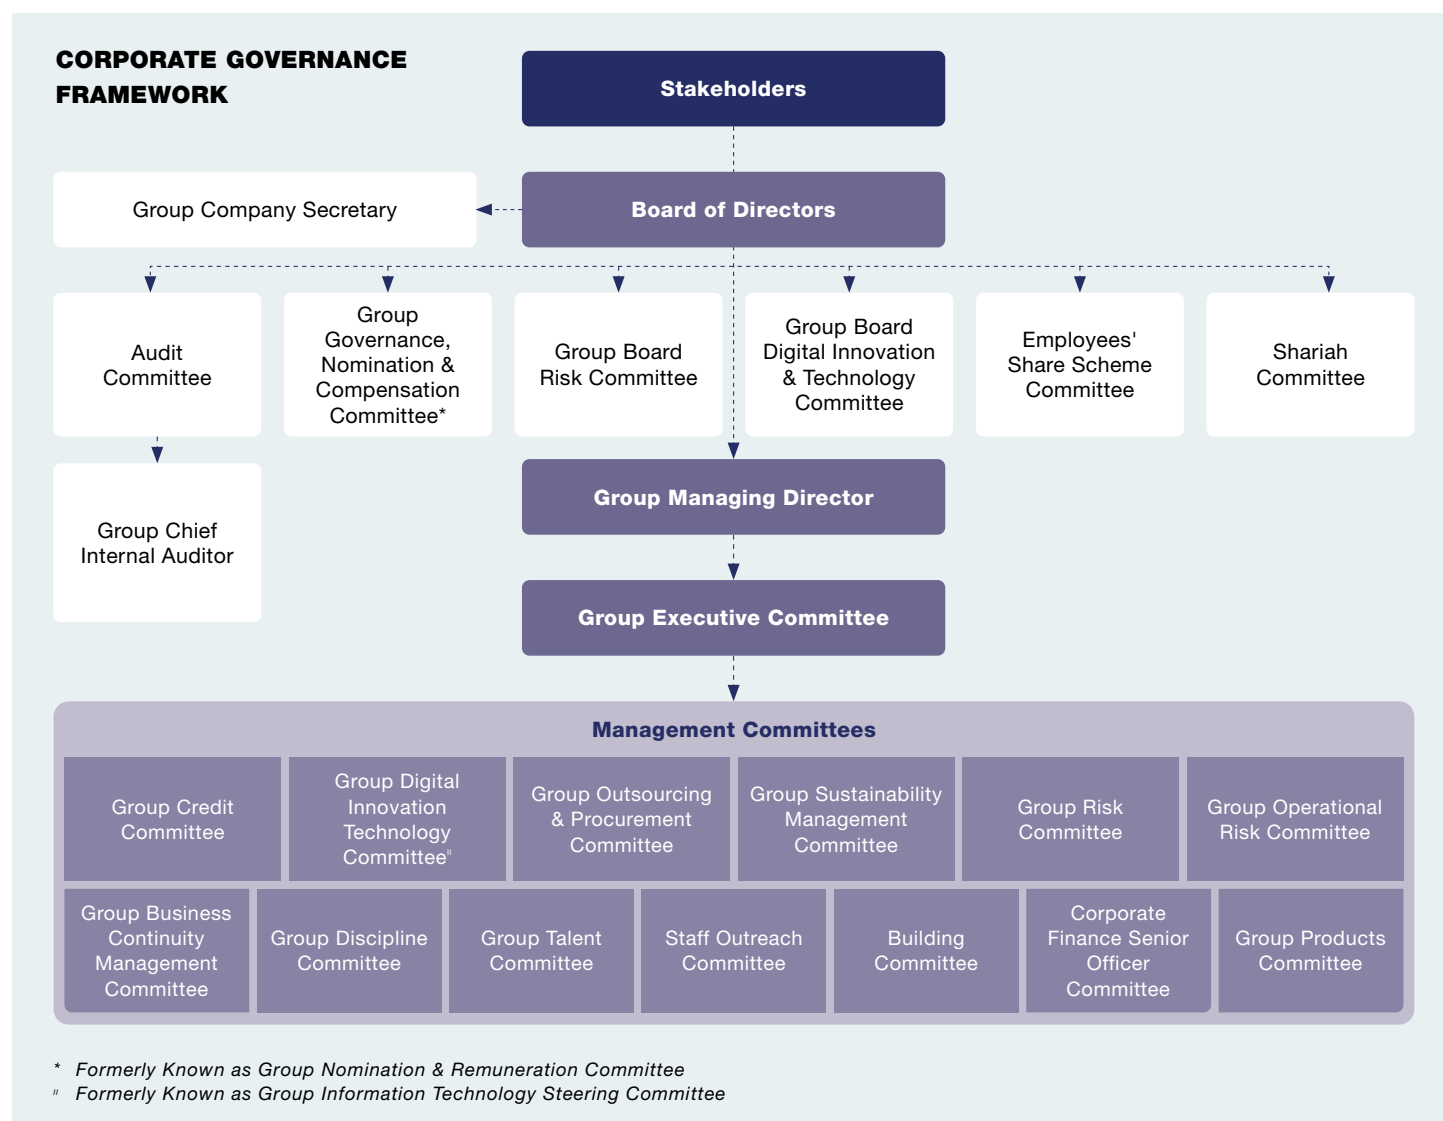 CORPORATE GOVERNANCE
FRAMEWORK
Stakeholders
Group Company Secretary
Board of Directors
Audit
Committee
Group
Governance,
Nomination &
Compensation
Committee*
Group Board
Risk Committee
Group Board
Digital Innovation
& Technology
Committee
Employees'
Share Scheme
Committee
Shariah
Committee
Group Chief
Internal Auditor
Group Managing Director
Group Executive Committee
Management Committees
Group Credit
Committee
Group Digital
Innovation
Technology
Committee"
Group Outsourcing
& Procurement
Committee
Group Sustainability
Management
Committee
Group Risk
Committee
Group Operational
Risk Committee
Group Business
Continuity
Management
Committee
Group Discipline
Committee
Group Talent
Committee
Staff Outreach
Committee
Building
Committee
Corporate
Finance Senior
Officer
Committee
Group Products
Committee
* Formerly Known as Group Nomination & Remuneration Committee
" Formerly Known as Group Information Technology Steering Committee